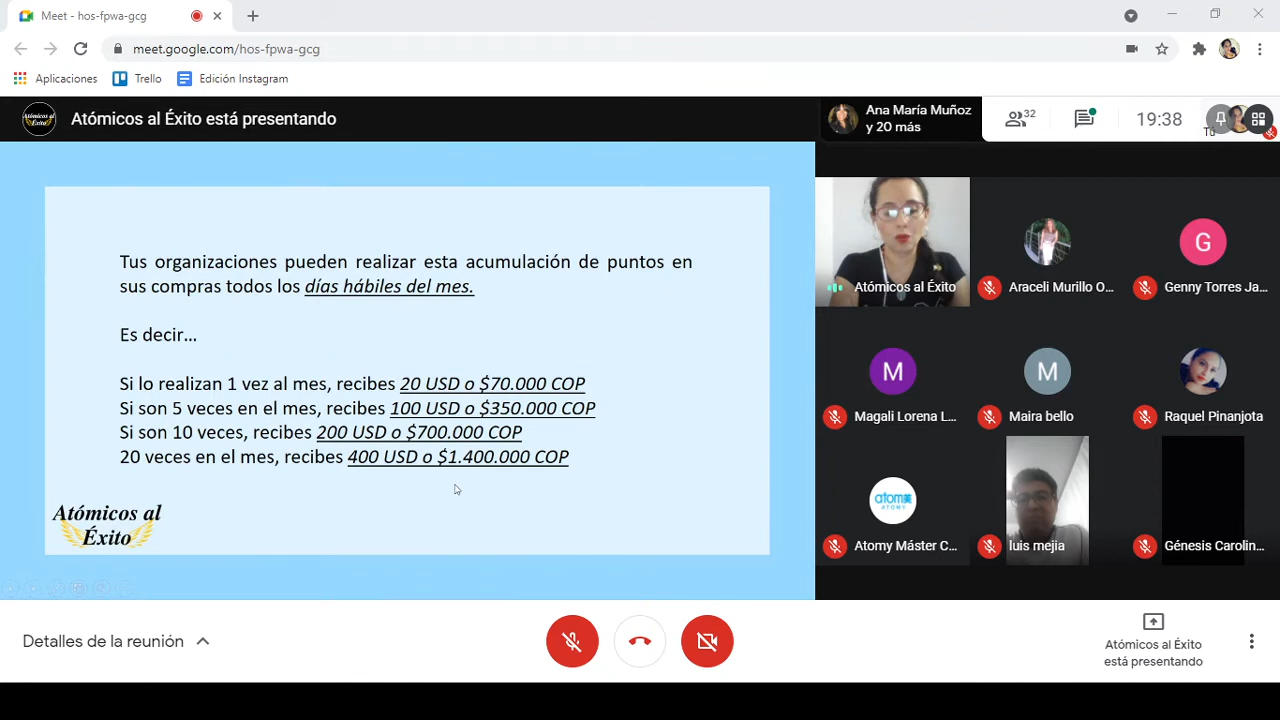 Meet - hos-fpwa-gcg
meet.google.com/hos-fpwa-gcg
Aplicaciones
Trello
Edición Instagram
Atómicos al Éxito está presentando
Ana María Muñoz
y 20 más
32
19:38
Tú
Tus organizaciones pueden realizar esta acumulación de puntos en
sus compras todos los días hábiles del mes.
Es decir...
Si lo realizan 1 vez al mes, recibes 20 USD o $70.000 COP
Si son 5 veces en el mes, recibes 100 USD o $350.000 COP
Si son 10 veces, recibes 200 USD o $700.000 COP
20 veces en el mes, recibes 400 USD o $1.400.000 COP
Atómicos al
Éxito
Atómicos al Éxito
Araceli Murillo O...
G
Genny Torres Ja...
M
Magali Lorena L...
M
Maira bello
Raquel Pinanjota
atom美
ATOMY
Atomy Máster C...
luis mejia
Génesis Carolin...
Detalles de la reunión
Atómicos al Éxito
está presentando